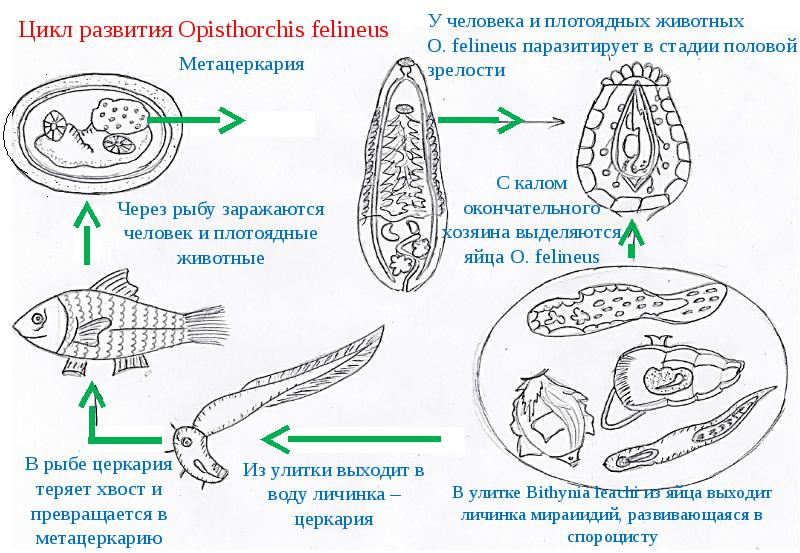 Цикл развития Opisthorchis felineus
У человека и плотоядных животных
O. felineus паразитирует в стадии половой
зрелости
Метацеркария
С калом
окончательного
хозяина выделяются
яйца O. felineus
Через рыбу заражаются
человек и плотоядные
животные
В рыбе церкария
теряет хвост и
превращается в
метацеркарию
Из улитки выходит в
воду личинка –
церкария
В улитке Bithynia leachi из яйца выходит
личинка мираиидий, развивающаяся в
спороцисту